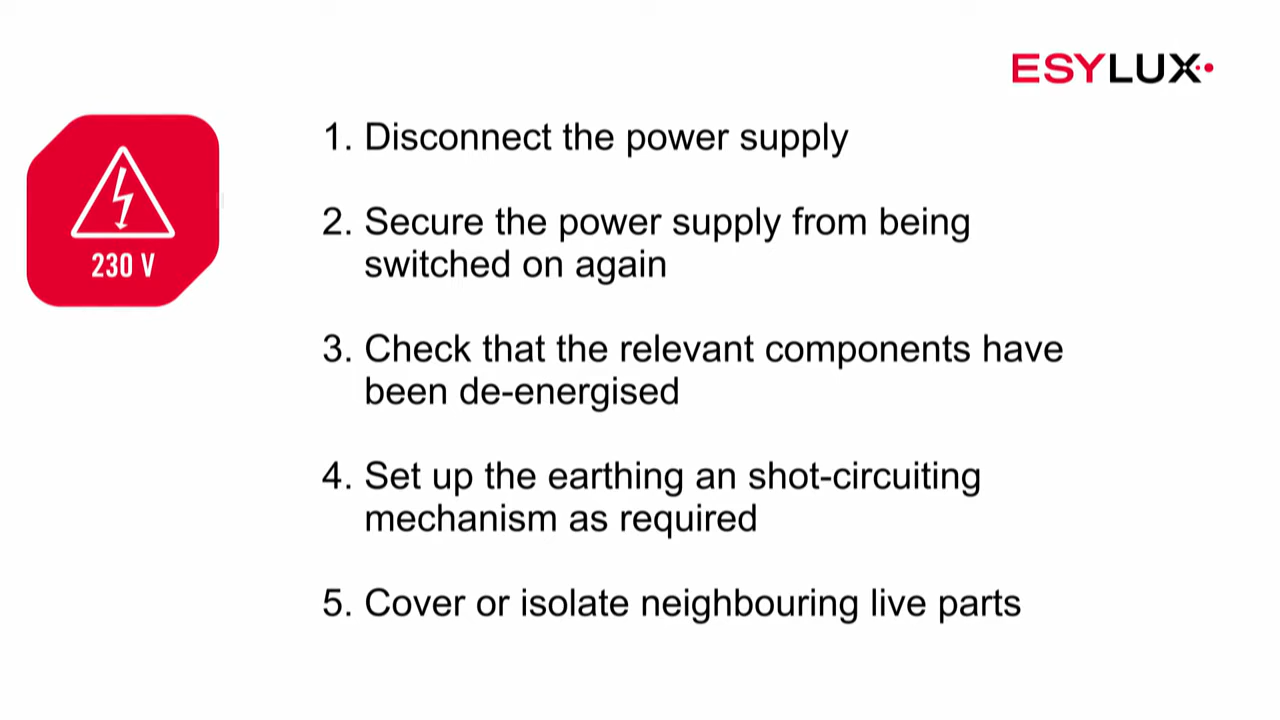 ESYLUX
1. Disconnect the power supply
2. Secure the power supply from being
switched on again
230 V
3. Check that the relevant components have
been de-energised
4. Set up the earthing an shot-circuiting
mechanism as required
5. Cover or isolate neighbouring live parts